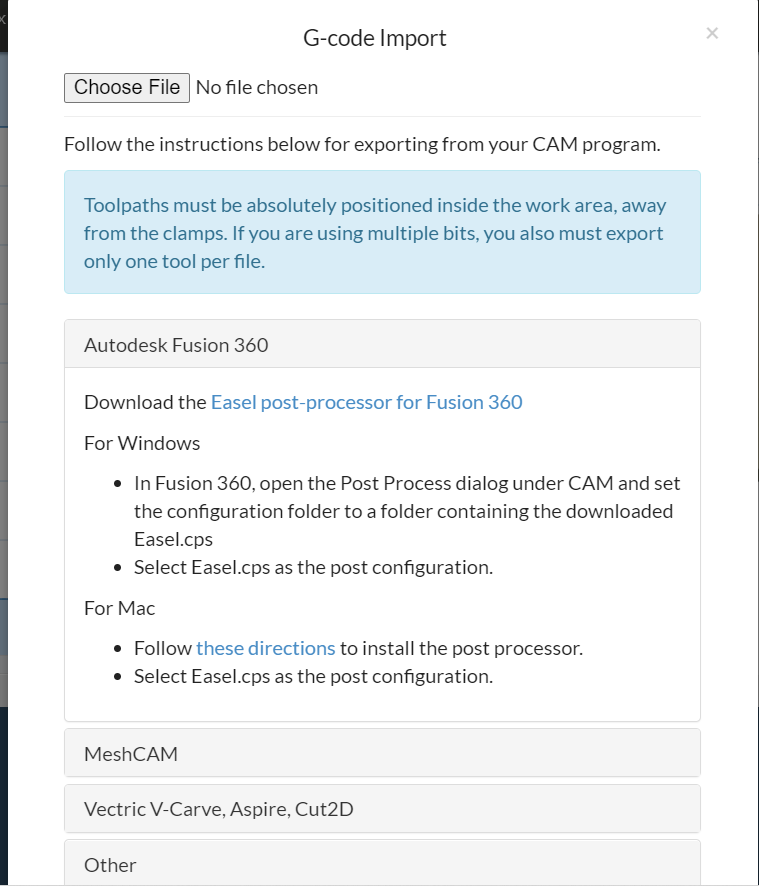 G-code Import
×
Choose File No file chosen
Follow the instructions below for exporting from your CAM program.
Toolpaths must be absolutely positioned inside the work area, away
from the clamps. If you are using multiple bits, you also must export
only one tool per file.
Autodesk Fusion 360
Download the Easel post-processor for Fusion 360
For Windows
• In Fusion 360, open the Post Process dialog under CAM and set
the configuration folder to a folder containing the downloaded
Easel.cps
• Select Easel.cps as the post configuration.
For Mac
• Follow these directions to install the post processor.
• Select Easel.cps as the post configuration.
MeshCAM
Vectric V-Carve, Aspire, Cut2D
Other